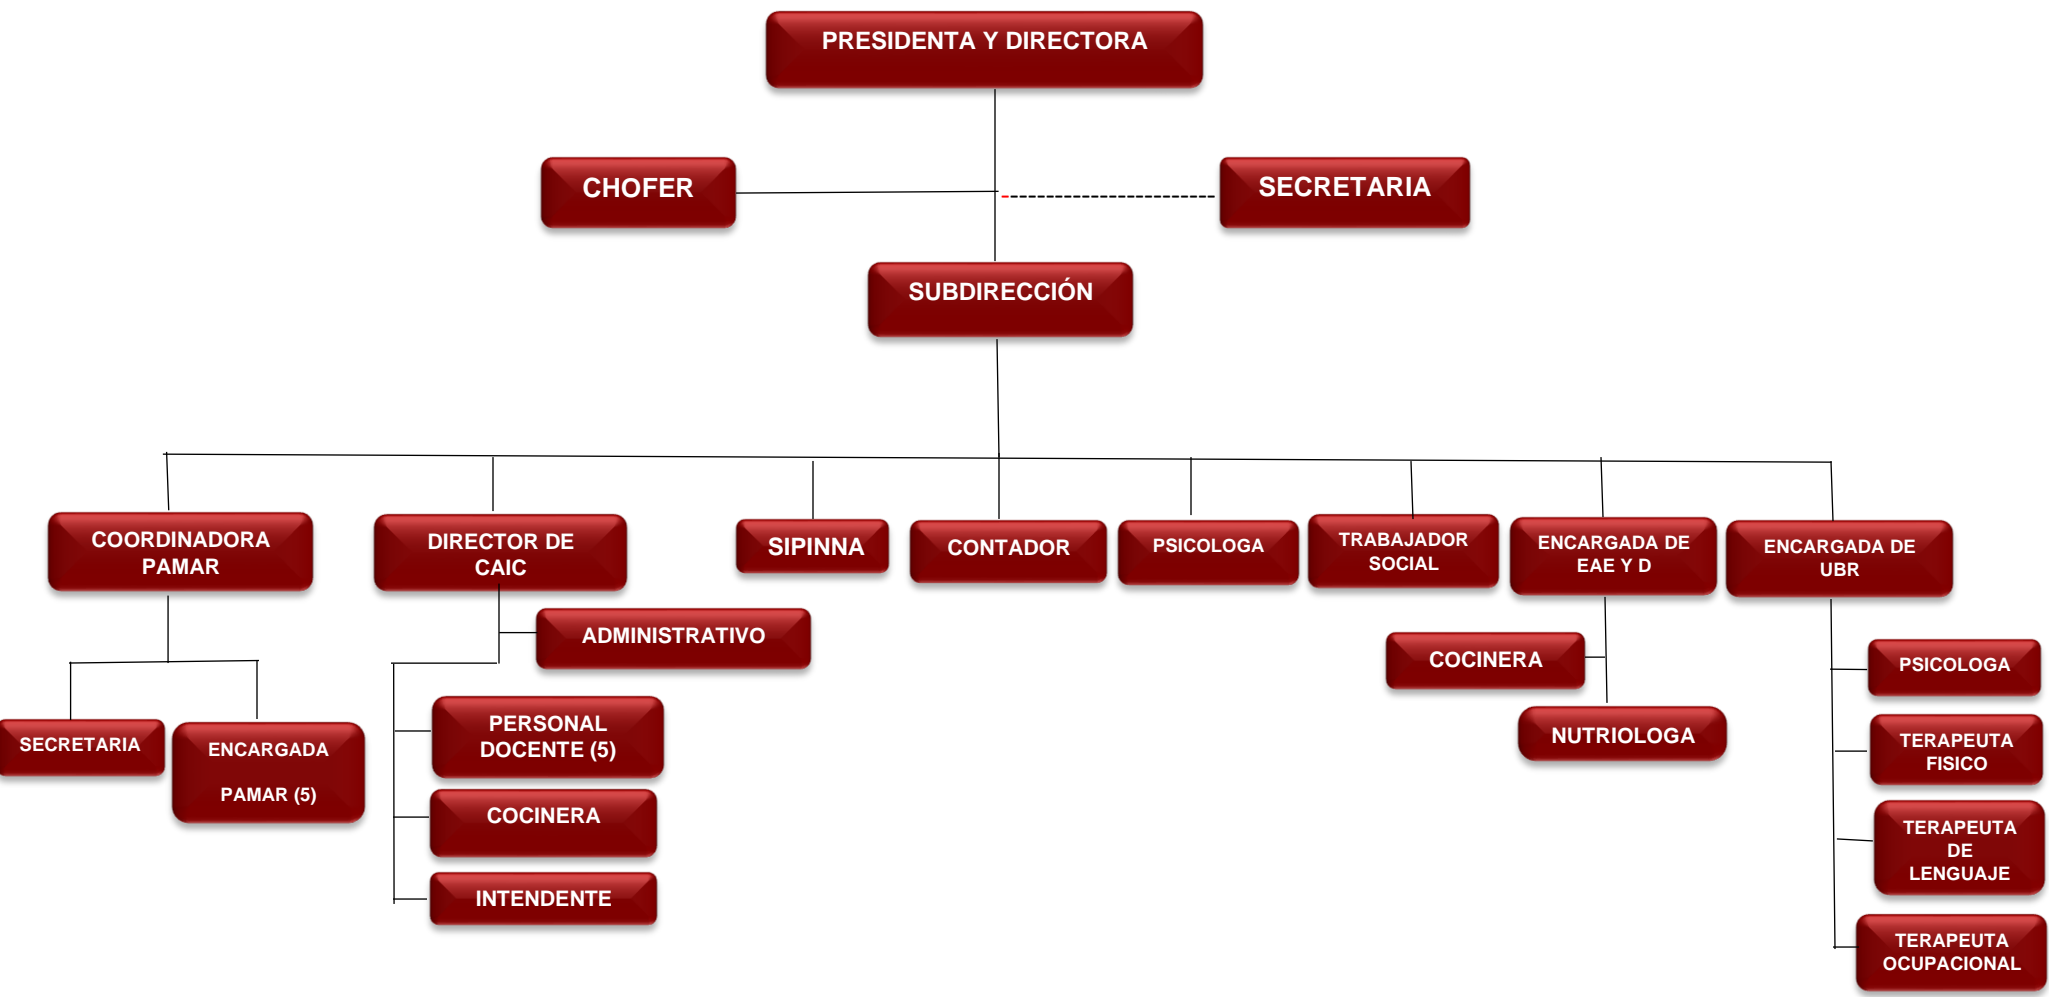 PRESIDENTA Y DIRECTORA
CHOFER
SECRETARIA
SUBDIRECCIÓN
COORDINADORA
PAMAR
DIRECTOR DE
CAIC
SIPINNA
CONTADOR
PSICOLOGA
TRABAJADOR
SOCIAL
ENCARGADA DE
EAE Y D
ENCARGADA DE
UBR
ADMINISTRATIVO
COCINERA
PSICOLOGA
SECRETARIA
ENCARGADA
PAMAR (5)
PERSONAL
DOCENTE (5)
NUTRIOLOGA
TERAPEUTA
FISICO
COCINERA
TERAPEUTA
DE
LENGUAJE
INTENDENTE
TERAPEUTA
OCUPACIONAL